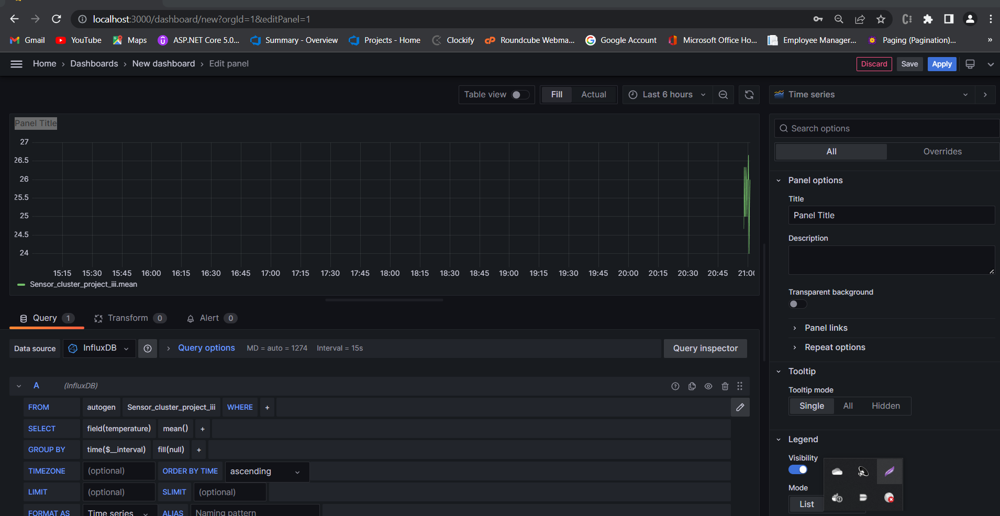 localhost:3000/dashboard/new?orgId=1&editPanel=1
Gmail YouTube Maps ASP.NET Core 5.0... Summary - Overview Projects - Home Clockify Roundcube Webma... Google Account Microsoft Office Ho... Employee Manager... Paging (Pagination)... »
Home › Dashboards › New dashboard › Edit panel Discard Save Apply
Table view Fill Actual Last 6 hours Time series
Panel Title
27
26.5
26
25.5
25
24.5
24
15:15 15:30 15:45 16:00 16:15 16:30 16:45 17:00 17:15 17:30 17:45 18:00 18:15 18:30 18:45 19:00 19:15 19:30 19:45 20:00 20:15 20:30 20:45 21:00
Sensor_cluster_project_iii.mean
Query 1 Transform 0 Alert 0
Data source InfluxDB Query options MD = auto = 1274 Interval = 15s Query inspector
A (InfluxDB)
FROM autogen Sensor_cluster_project_iii WHERE +
SELECT field(temperature) mean() +
GROUP BY time($__interval) fill(null) +
TIMEZONE (optional) ORDER BY TIME ascending
LIMIT (optional) SLIMIT (optional)
FORMAT AS Time series ALIAS Naming pattern
Search options
All Overrides
Panel options
Title
Panel Title
Description
Transparent background
Panel links
Repeat options
Tooltip
Tooltip mode
Single All Hidden
Legend
Visibility
Mode
List